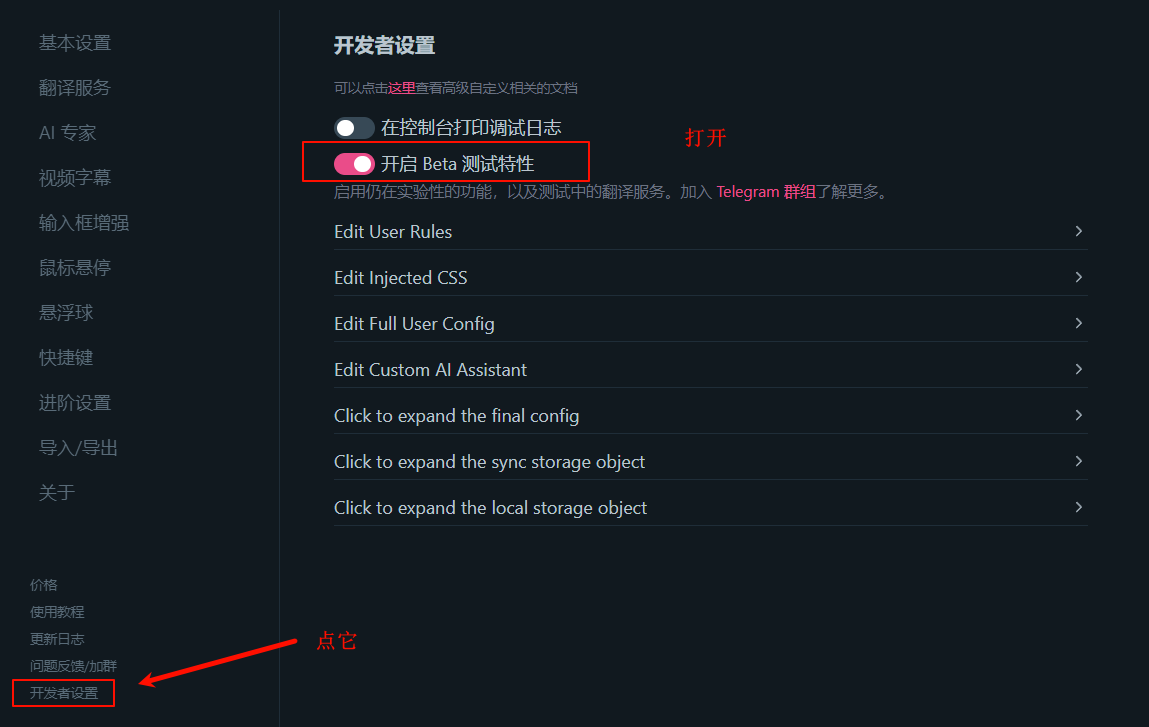 基本设置
翻译服务
AI 专家
视频字幕
输入框增强
鼠标悬停
悬浮球
快捷键
进阶设置
导入/导出
关于
价格
使用教程
更新日志
问题反馈/加群
开发者设置
点它
开发者设置
可以点击这里查看高级自定义相关的文档
在控制台打印调试日志
打开
开启 Beta 测试特性
启用仍在实验性的功能，以及测试中的翻译服务。加入 Telegram 群组了解更多。
Edit User Rules
Edit Injected CSS
Edit Full User Config
Edit Custom AI Assistant
Click to expand the final config
Click to expand the sync storage object
Click to expand the local storage object